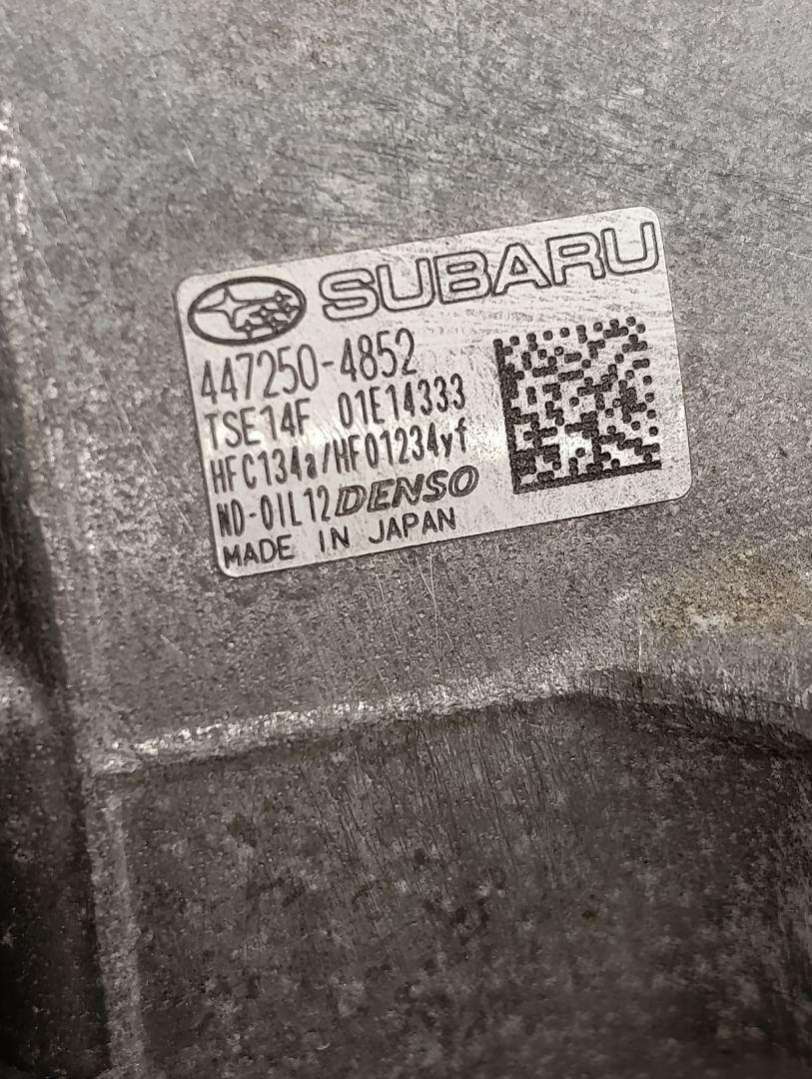 SUBARU
447250-4852
TSE14F 01E14333
HFC134a/HFO1234yf
ND-OIL12 DENSO
MADE IN JAPAN